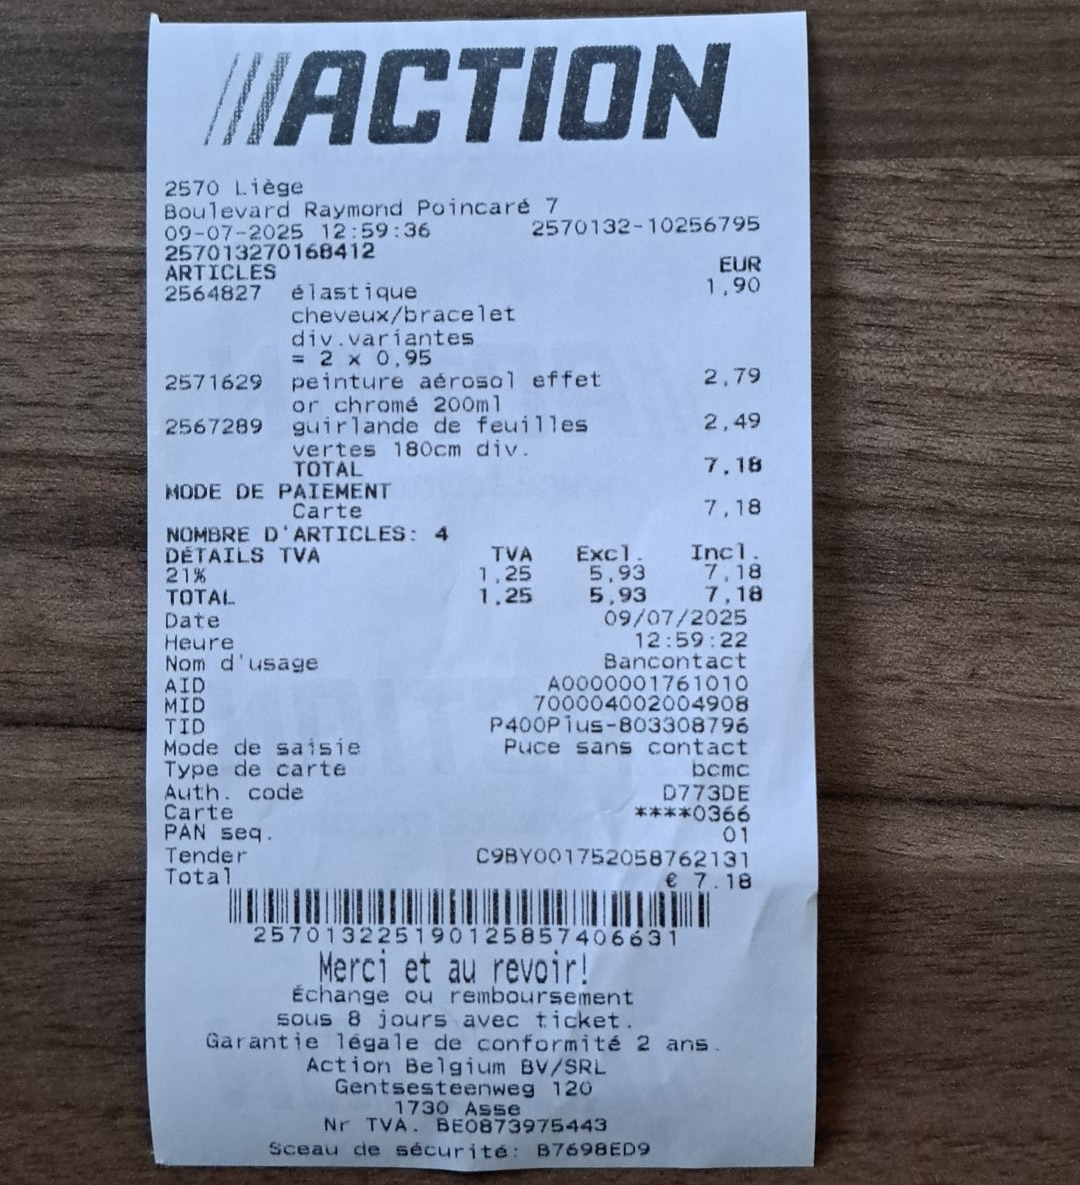 ///ACTION
2570 Liège
Boulevard Raymond Poincaré 7
09-07-2025 12:59:36 2570132-10256795
257013270168412
ARTICLES EUR
2564827 élastique 1,90
cheveux/bracelet
div.variantes
= 2 x 0,95
2571629 peinture aérosol effet 2,79
or chromé 200ml
2567289 guirlande de feuilles 2,49
vertes 180cm div.
TOTAL 7,18
MODE DE PAIEMENT
Carte 7,18
NOMBRE D'ARTICLES: 4
DÉTAILS TVA TVA Excl. Incl.
21% 1,25 5,93 7,18
TOTAL 1,25 5,93 7,18
Date 09/07/2025
Heure 12:59:22
Nom d'usage Bancontact
AID A0000001761010
MID 700004002004908
TID P400Plus-803308796
Mode de saisie Puce sans contact
Type de carte bcmc
Auth. code D773DE
Carte ****0366
PAN seq. 01
Tender C9BY001752058762131
Total € 7.18
257013225190125857406631
Merci et au revoir!
Échange ou remboursement
sous 8 jours avec ticket.
Garantie légale de conformité 2 ans.
Action Belgium BV/SRL
Gentsesteenweg 120
1730 Asse
Nr TVA. BE0873975443
Sceau de sécurité: B7698ED9